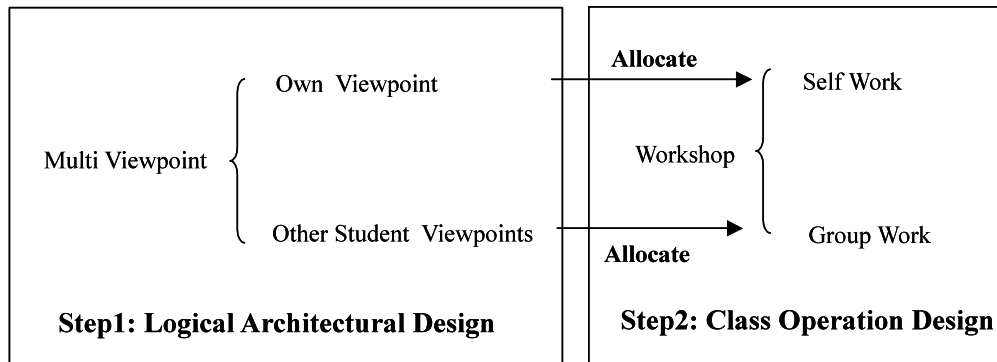 Own Viewpoint
Multi Viewpoint
Other Student Viewpoints
Step1: Logical Architectural Design
Allocate
Self Work
Workshop
Group Work
Allocate
Step2: Class Operation Design